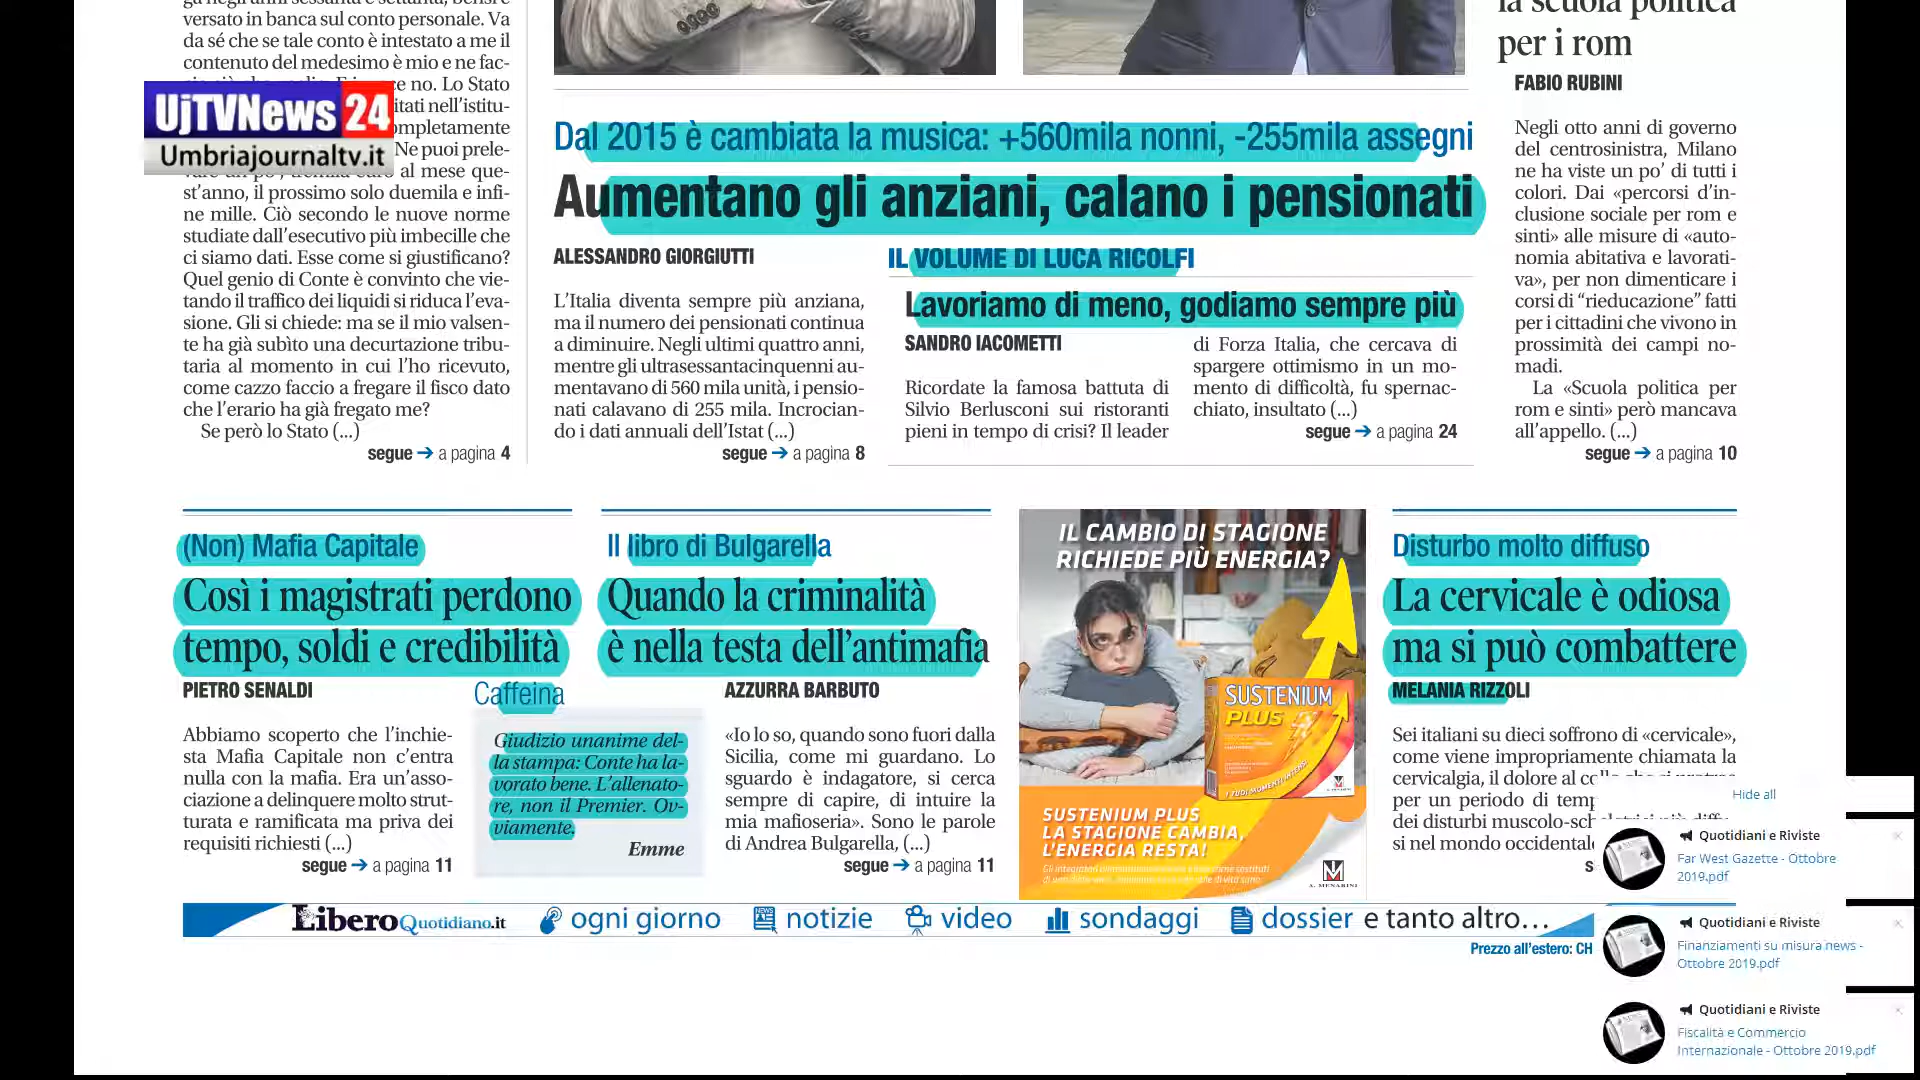 versato in banca sul conto personale. Va
da sé che se tale conto è intestato a me il
contenuto del medesimo è mio e ne fac-
ce no. Lo Stato
itati nell'istitu-
ompletamente
Ne puoi prele-
al mese que-
st'anno, il prossimo solo duemila e infi-
ne mille. Ciò secondo le nuove norme
studiate dall'esecutivo più imbecille che
ci siamo dati. Esse come si giustificano?
Quel genio di Conte è convinto che vie-
tando il traffico dei liquidi si riduca l'eva-
sione. Gli si chiede: ma se il mio valsen-
te ha già subìto una decurtazione tribu-
taria al momento in cui l'ho ricevuto,
come cazzo faccio a fregare il fisco dato
che l'erario ha già fregato me?
Se però lo Stato (...)
segue ➔ a pagina 4
UjTVNews 24
Umbriajournaltv.it
Dal 2015 è cambiata la musica: +560mila nonni, -255mila assegni
Aumentano gli anziani, calano i pensionati
ALESSANDRO GIORGIUTTI
L'Italia diventa sempre più anziana,
ma il numero dei pensionati continua
a diminuire. Negli ultimi quattro anni,
mentre gli ultrasessantacinquenni au-
mentavano di 560 mila unità, i pensio-
nati calavano di 255 mila. Incrocian-
do i dati annuali dell'Istat (...)
segue ➔ a pagina 8
IL VOLUME DI LUCA RICOLFI
Lavoriamo di meno, godiamo sempre più
SANDRO IACOMETTI
Ricordate la famosa battuta di
Silvio Berlusconi sui ristoranti
pieni in tempo di crisi? Il leader
di Forza Italia, che cercava di
spargere ottimismo in un mo-
mento di difficoltà, fu spernac-
chiato, insultato (...)
segue ➔ a pagina 24
la scuola politica
per i rom
FABIO RUBINI
Negli otto anni di governo
del centrosinistra, Milano
ne ha viste un po' di tutti i
colori. Dai «percorsi d'in-
clusione sociale per rom e
sinti» alle misure di «auto-
nomia abitativa e lavorati-
va», per non dimenticare i
corsi di “rieducazione” fatti
per i cittadini che vivono in
prossimità dei campi no-
madi.
La «Scuola politica per
rom e sinti» però mancava
all'appello. (...)
segue ➔ a pagina 10
(Non) Mafia Capitale
Così i magistrati perdono
tempo, soldi e credibilità
PIETRO SENALDI
Abbiamo scoperto che l'inchie-
sta Mafia Capitale non c'entra
nulla con la mafia. Era un'asso-
ciazione a delinquere molto strut-
turata e ramificata ma priva dei
requisiti richiesti (...)
segue ➔ a pagina 11
Caffeina
Giudizio unanime del-
la stampa: Conte ha la-
vorato bene. L'allenato-
re, non il Premier. Ov-
viamente.
Emme
Il libro di Bulgarella
Quando la criminalità
è nella testa dell'antimafia
AZZURRA BARBUTO
«Io lo so, quando sono fuori dalla
Sicilia, come mi guardano. Lo
sguardo è indagatore, si cerca
sempre di capire, di intuire la
mia mafioseria». Sono le parole
di Andrea Bulgarella, (...)
segue ➔ a pagina 11
IL CAMBIO DI STAGIONE
RICHIEDE PIÙ ENERGIA?
SUSTENIUM
PLUS
I TUOI MOMENTI INTENSI
SUSTENIUM PLUS
LA STAGIONE CAMBIA,
L'ENERGIA RESTA!
A. MENARINI
Disturbo molto diffuso
La cervicale è odiosa
ma si può combattere
MELANIA RIZZOLI
Sei italiani su dieci soffrono di «cervicale»,
come viene impropriamente chiamata la
cervicalgia, il dolore al
per un periodo di
dei disturbi
si nel mondo
Hide all
Quotidiani e Riviste
Far West Gazette - Ottobre
2019.pdf
Quotidiani e Riviste
Finanziamenti su misura news -
Ottobre 2019.pdf
Quotidiani e Riviste
Fiscalità e Commercio
Internazionale - Ottobre 2019.pdf
Libero Quotidiano.it ogni giorno notizie video sondaggi dossier e tanto altro...
Prezzo all'estero: CH